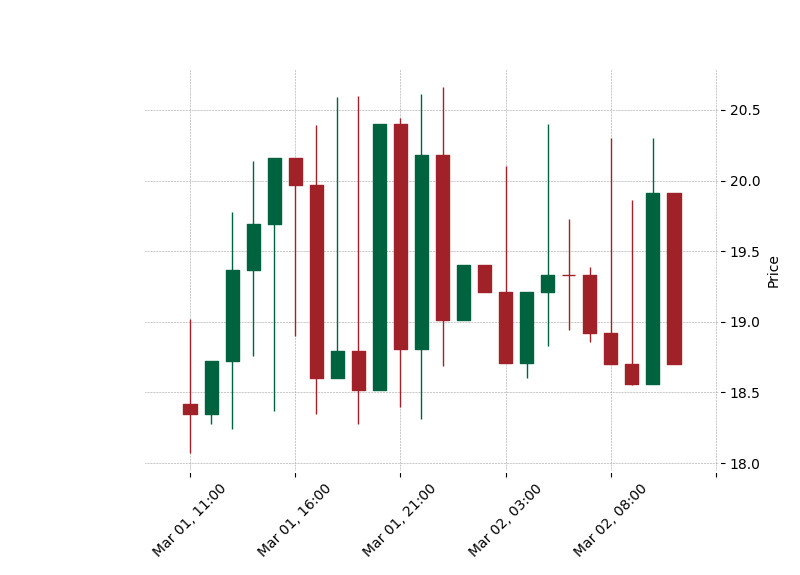 20.5
20.0
19.5
19.0
18.5
18.0
Price
Mar 01, 11:00
Mar 01, 16:00
Mar 01, 21:00
Mar 02, 03:00
Mar 02, 08:00